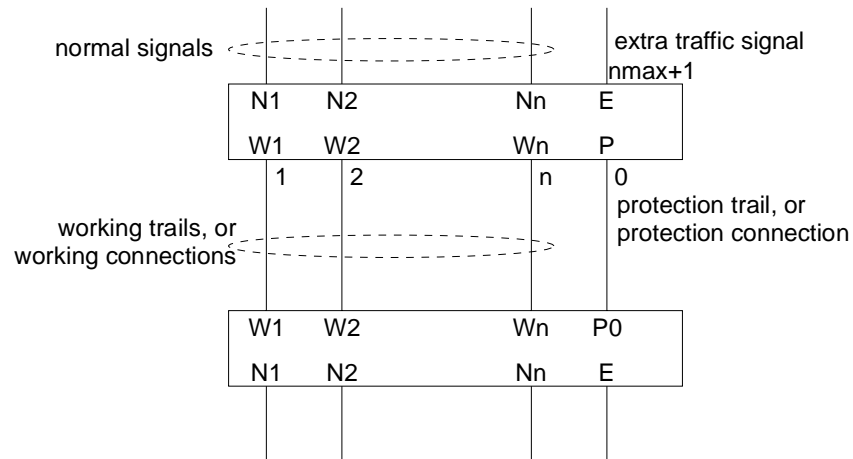 normal signals
extra traffic signal
nmax+1
N1 N2 Nn E
W1 W2 Wn P
1 2 n 0
working trails, or
working connections
protection trail, or
protection connection
W1 W2 Wn P0
N1 N2 Nn E